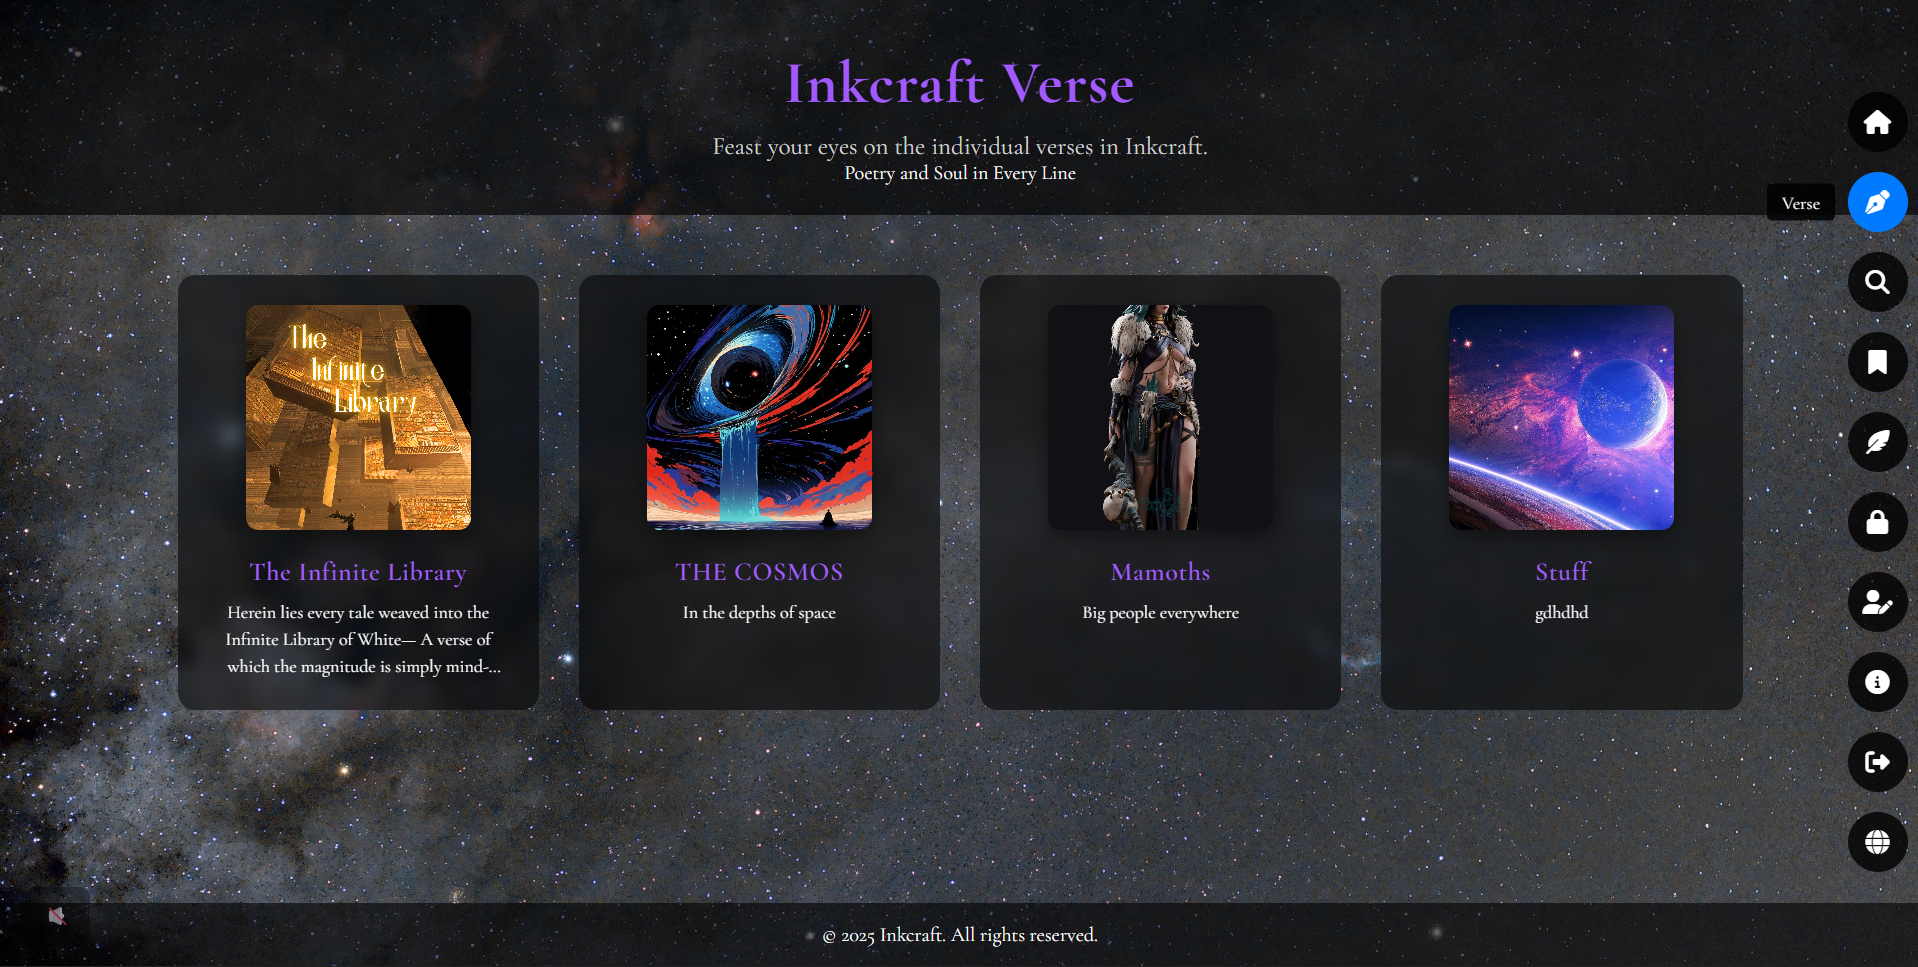 Inkcraft Verse
Feast your eyes on the individual verses in Inkcraft.
Poetry and Soul in Every Line
Verse
The
Infinite
Library
The Infinite Library
Herein lies every tale weaved into the
Infinite Library of White— A verse of
which the magnitude is simply mind-...
THE COSMOS
In the depths of space
Mamoths
Big people everywhere
Stuff
gdhdhd
© 2025 Inkcraft. All rights reserved.